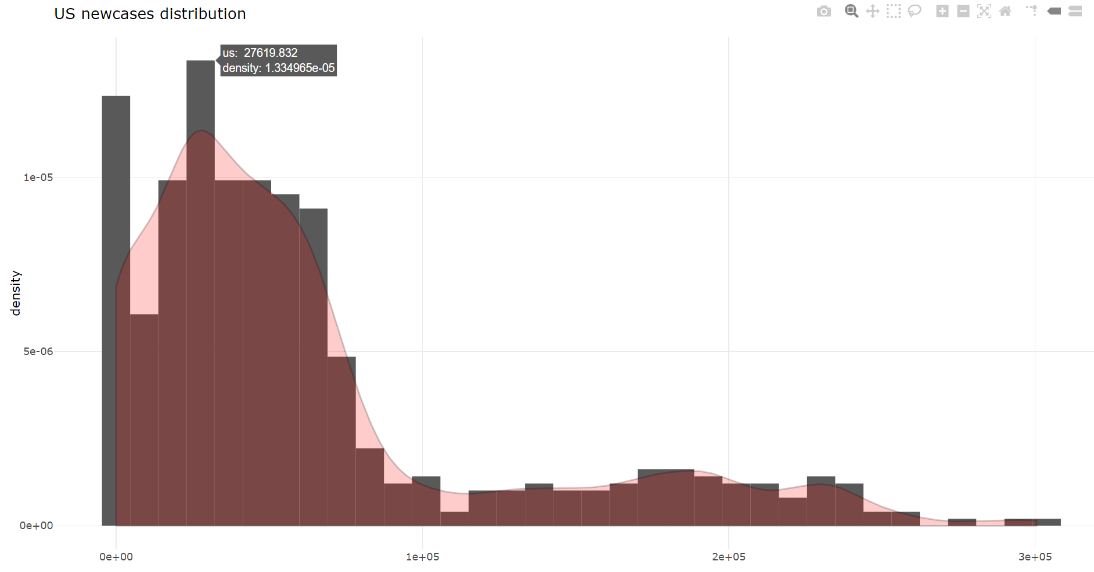 US newcases distribution
us: 27619.832
density: 1.334965e-05
1e-05
density
5e-06
0e+00
0e+00 1e+05 2e+05 3e+05